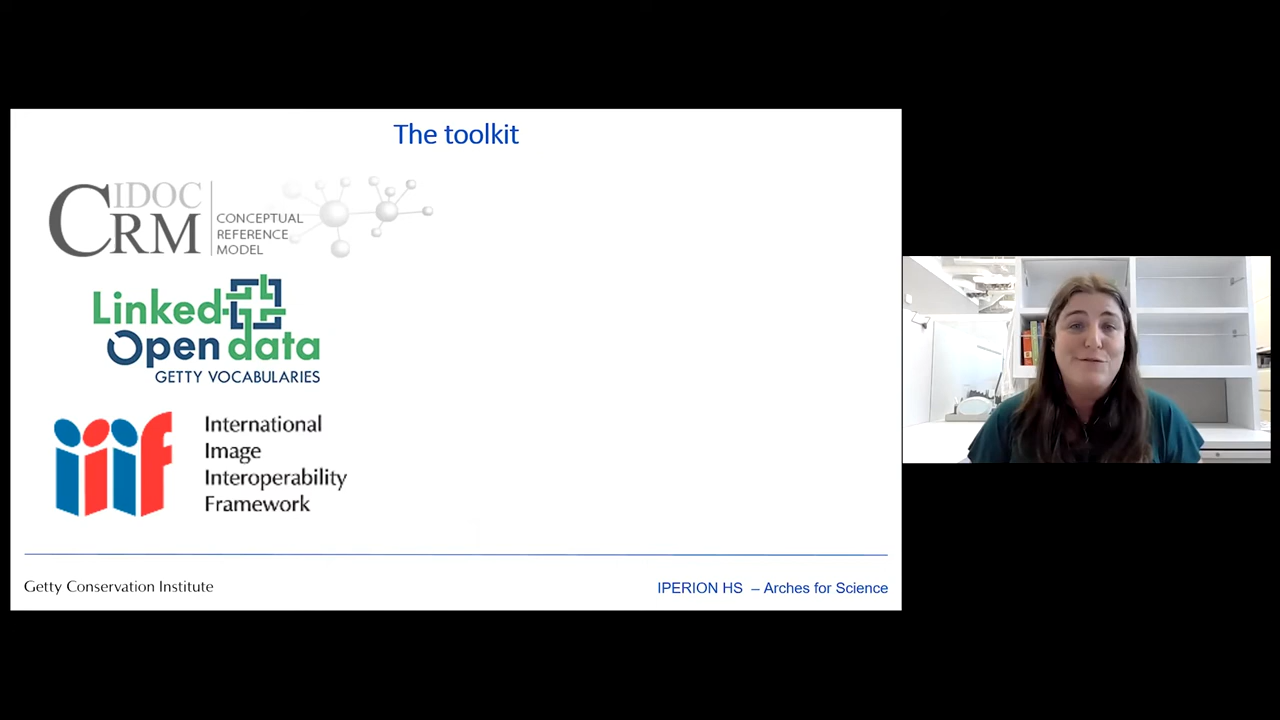 The toolkit
CIDOC
CRM
CONCEPTUAL
REFERENCE
MODEL
Linked
Open data
GETTY VOCABULARIES
iiif
International
Image
Interoperability
Framework
Getty Conservation Institute
IPERION HS – Arches for Science